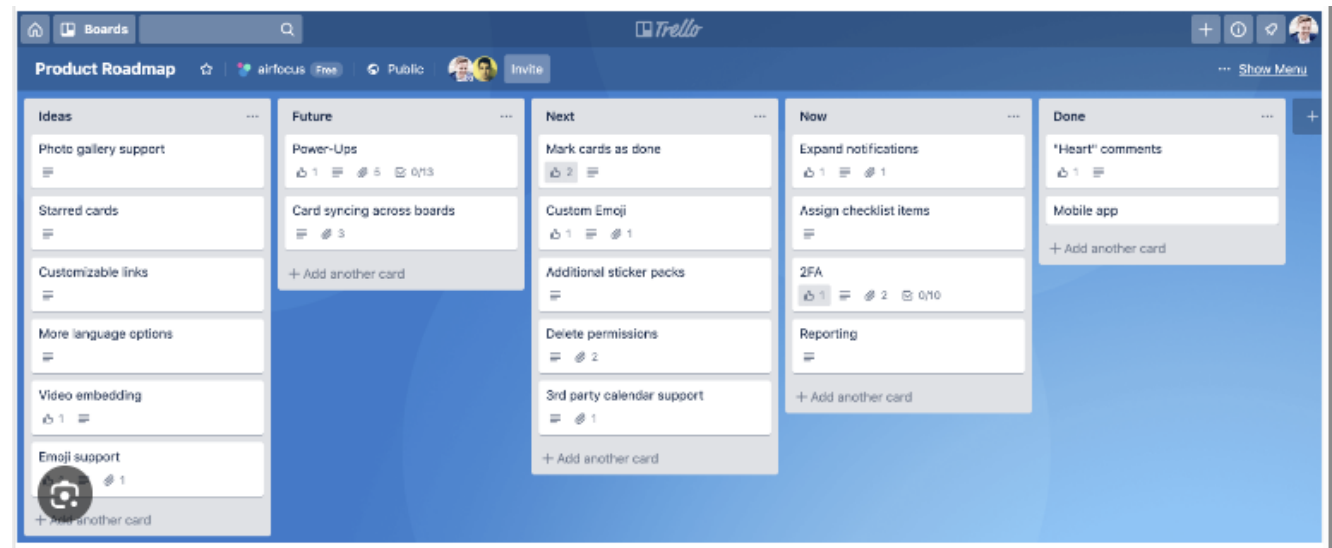 Boards
Trello
Product Roadmap
airfocus Free
Public
Invite
... Show Menu
Ideas
Photo gallery support
Starred cards
Customizable links
More language options
Video embedding
1
Emoji support
1
+ Add another card
Future
Power-Ups
1 5 0/13
Card syncing across boards
3
+ Add another card
Next
Mark cards as done
2
Custom Emoji
1 1
Additional sticker packs
Delete permissions
2
3rd party calendar support
1
+ Add another card
Now
Expand notifications
1 1
Assign checklist items
2FA
1 2 0/10
Reporting
+ Add another card
Done
"Heart" comments
1
Mobile app
+ Add another card